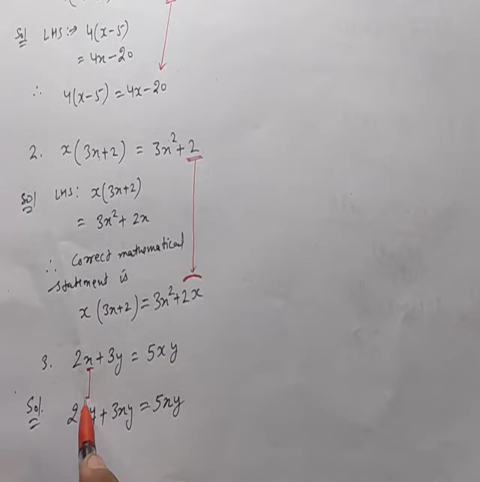 Sol LHS:⇒ 4(x-5)
= 4x-20
∴ 4(x-5) = 4x-20
2. x(3x+2) = 3x²+2
Sol LHS: x(3x+2)
= 3x²+2x
∴ Correct mathematical
statement is
x(3x+2) = 3x²+2x
3. 2x+3y = 5xy
Sol. 2 y + 3xy = 5xy